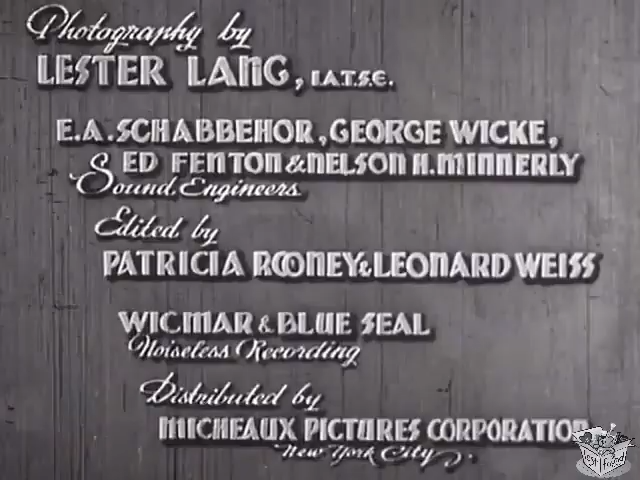 Photography by
LESTER LANG, I.A.T.S.E.
E.A. SCHABBEHOR, GEORGE WICKE,
ED FENTON & NELSON H. MINNERLY
Sound Engineers
Edited by
PATRICIA ROONEY & LEONARD WEISS
WICMAR & BLUE SEAL
Noiseless Recording
Distributed by
MICHEAUX PICTURES CORPORATION
New York City